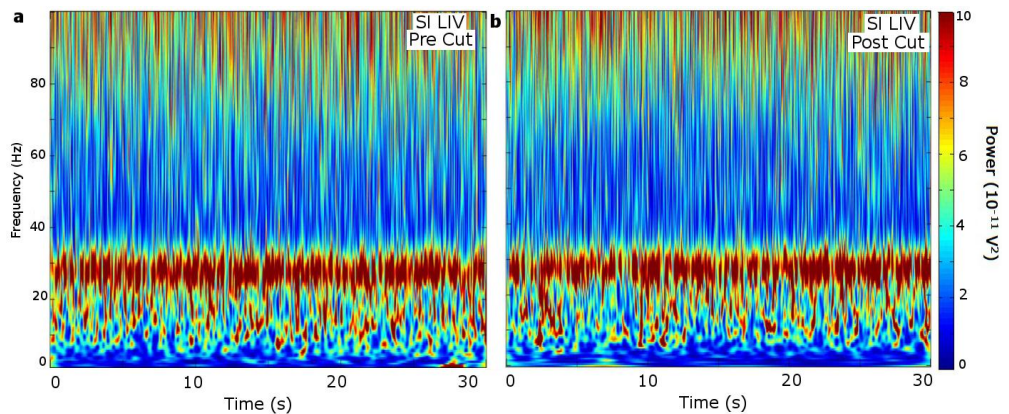 a
SI LIV
Pre Cut
b
SI LIV
Post Cut
10
8
6
4
2
0
Power (10⁻¹¹ V²)
Frequency (Hz)
80
60
40
20
0
0 10 20 30
Time (s)
0 10 20 30
Time (s)